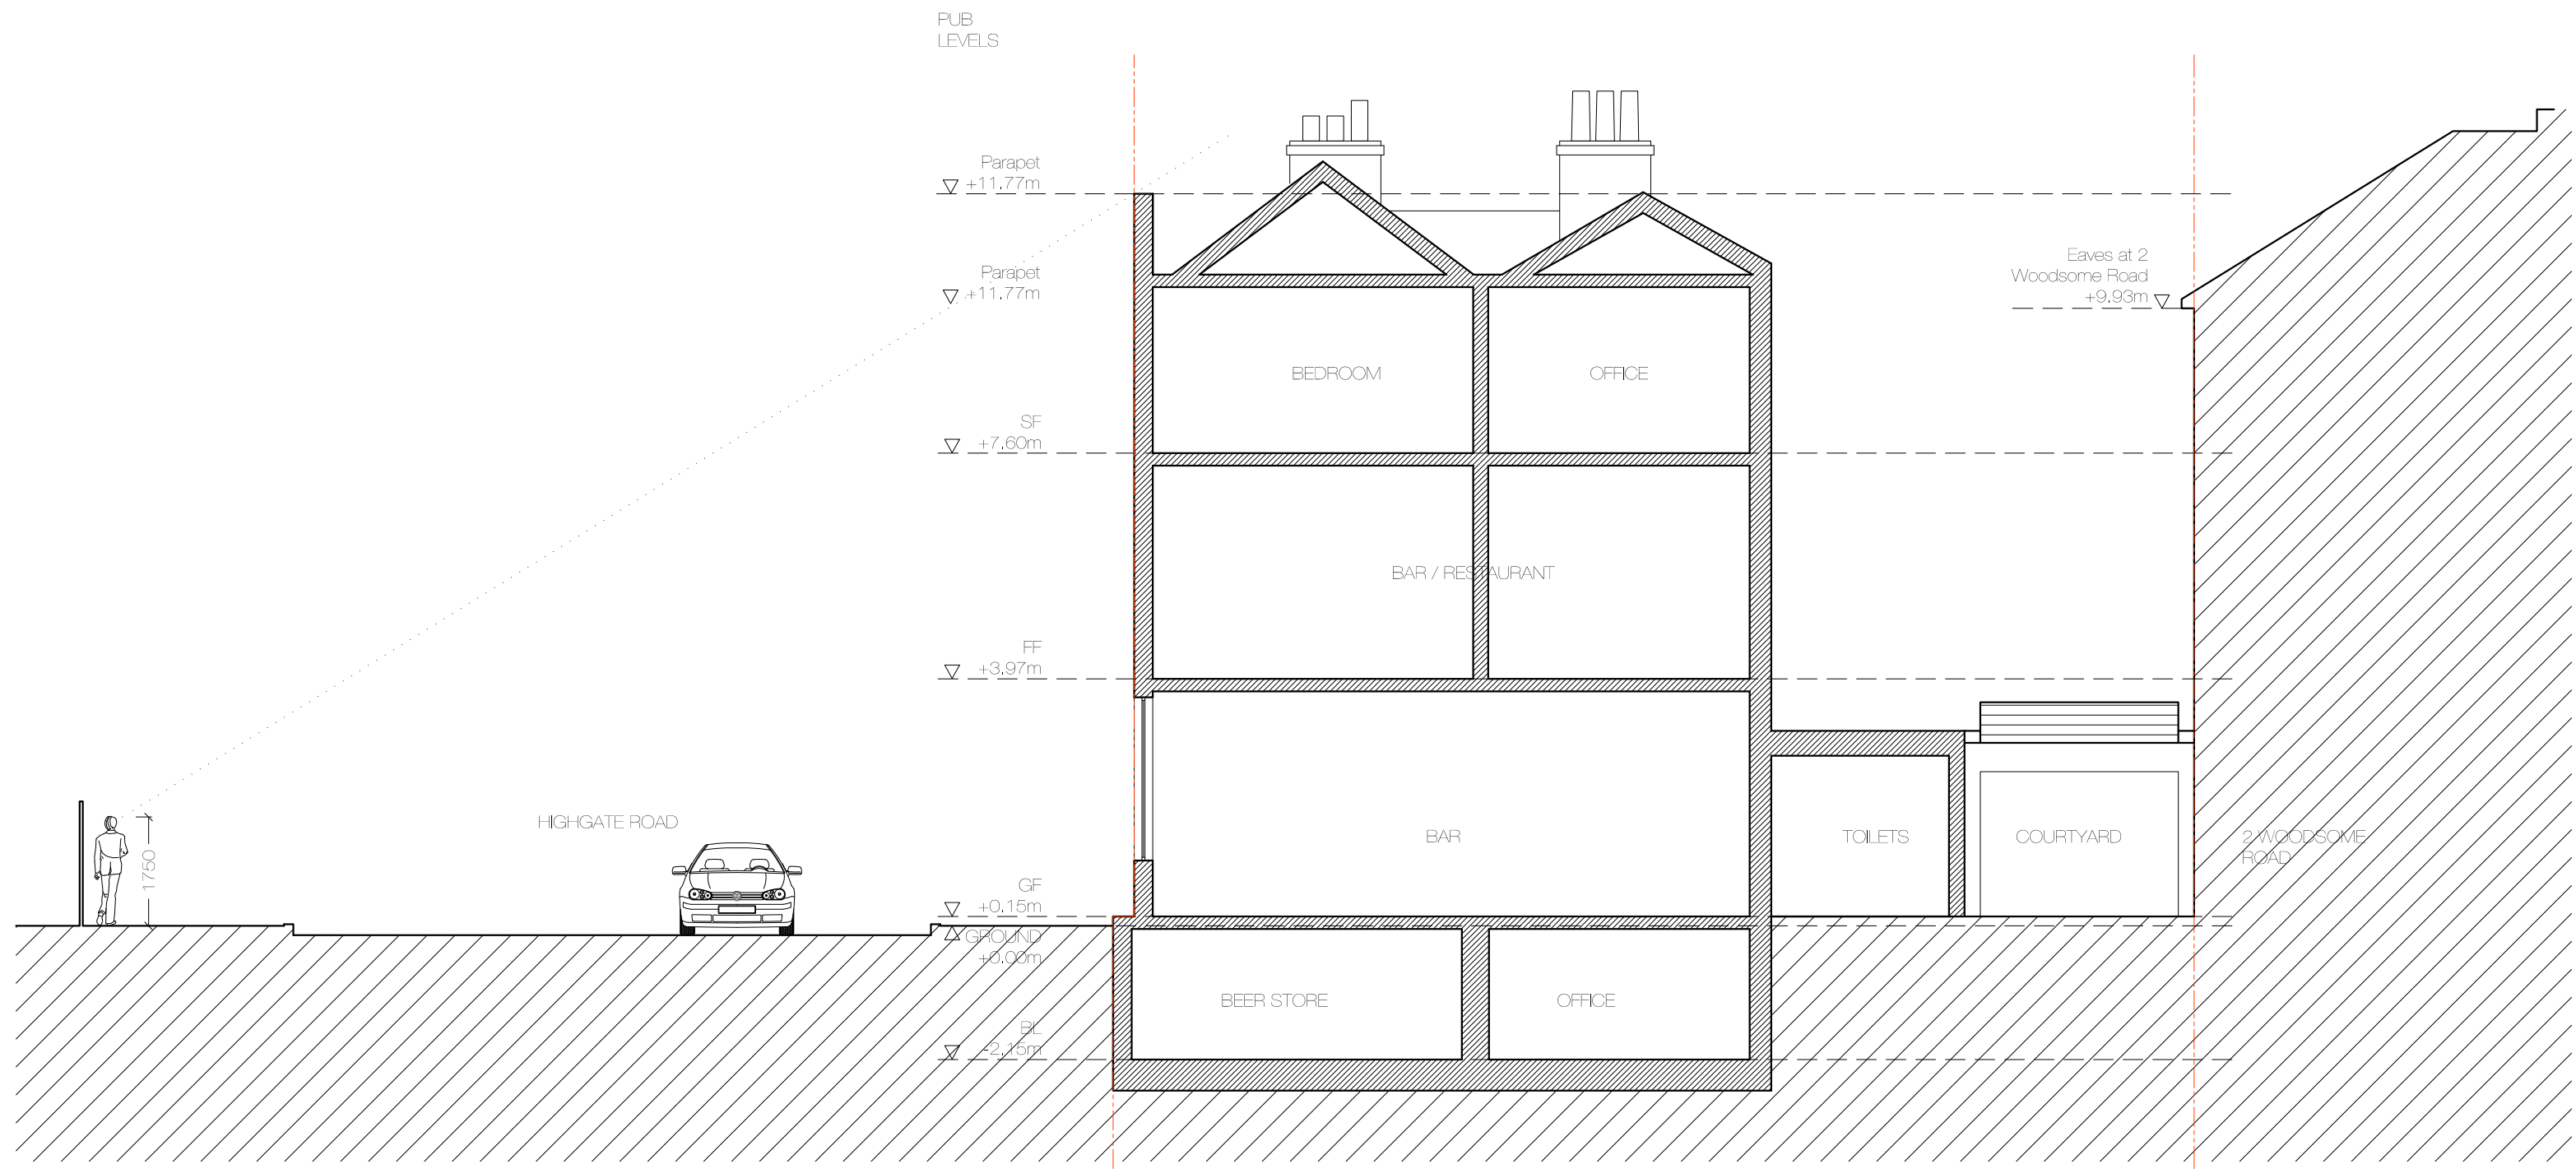 PUB
LEVELS
Parapet
+11.77m
Parapet
+11.77m
Eaves at 2
Woodsome Road
+9.93m
BEDROOM
OFFICE
SF
+7.60m
BAR / RESTAURANT
FF
+3.97m
HIGHGATE ROAD
1750
BAR
TOILETS
COURTYARD
2 WOODSOME
ROAD
GF
+0.15m
GROUND
+0.00m
BEER STORE
OFFICE
BL
-2.15m